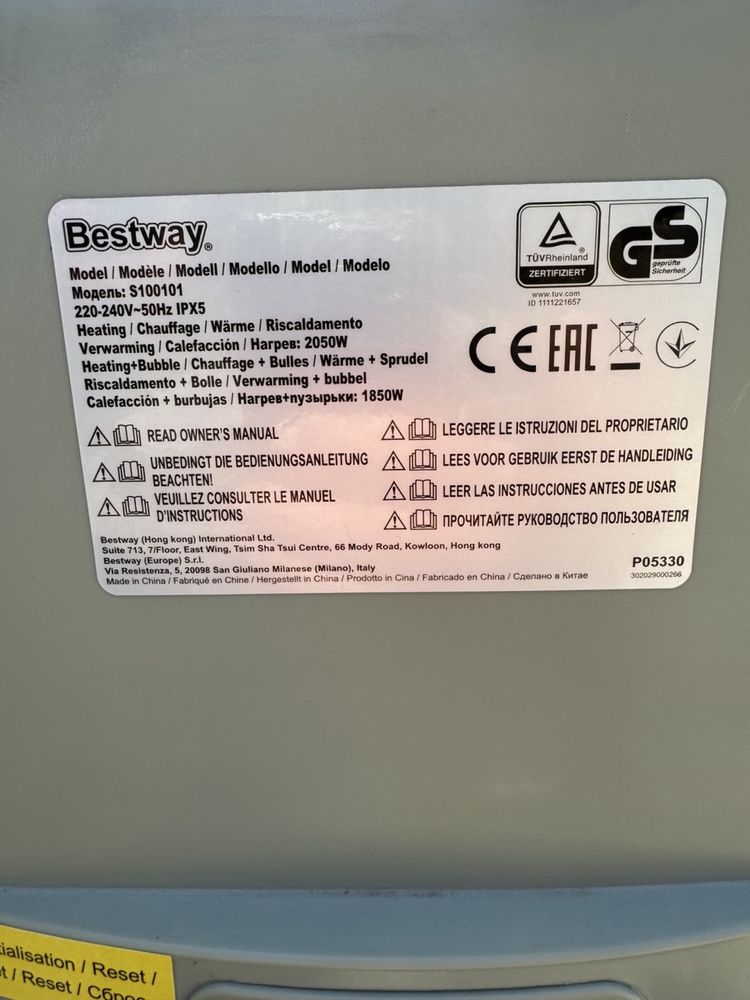 Bestway®
Model / Modèle / Modell / Modello / Model / Modelo
Модель: S100101
220-240V~50Hz IPX5
Heating / Chauffage / Wärme / Riscaldamento
Verwarming / Calefacción / Нагрев: 2050W
Heating+Bubble / Chauffage + Bulles / Wärme + Sprudel
Riscaldamento + Bolle / Verwarming + bubbel
Calefacción + burbujas / Нагрев+пузырьки: 1850W
TÜVRheinland®
ZERTIFIZIERT
www.tuv.com
ID 1111221657
GS
geprüfte
Sicherheit
CE EAC
READ OWNER'S MANUAL
UNBEDINGT DIE BEDIENUNGSANLEITUNG
BEACHTEN!
VEUILLEZ CONSULTER LE MANUEL
D'INSTRUCTIONS
LEGGERE LE ISTRUZIONI DEL PROPRIETARIO
LEES VOOR GEBRUIK EERST DE HANDLEIDING
LEER LAS INSTRUCCIONES ANTES DE USAR
ПРОЧИТАЙТЕ РУКОВОДСТВО ПОЛЬЗОВАТЕЛЯ
Bestway (Hong kong) International Ltd.
Suite 713, 7/Floor, East Wing, Tsim Sha Tsui Centre, 66 Mody Road, Kowloon, Hong kong
Bestway (Europe) S.r.l.
Via Resistenza, 5, 20098 San Giuliano Milanese (Milano), Italy
Made in China / Fabriqué en Chine / Hergestellt in China / Prodotto in Cina / Fabricado en China / Сделано в Китае
P05330
302029000266
ialisation / Reset /
t / Reset / Сброс